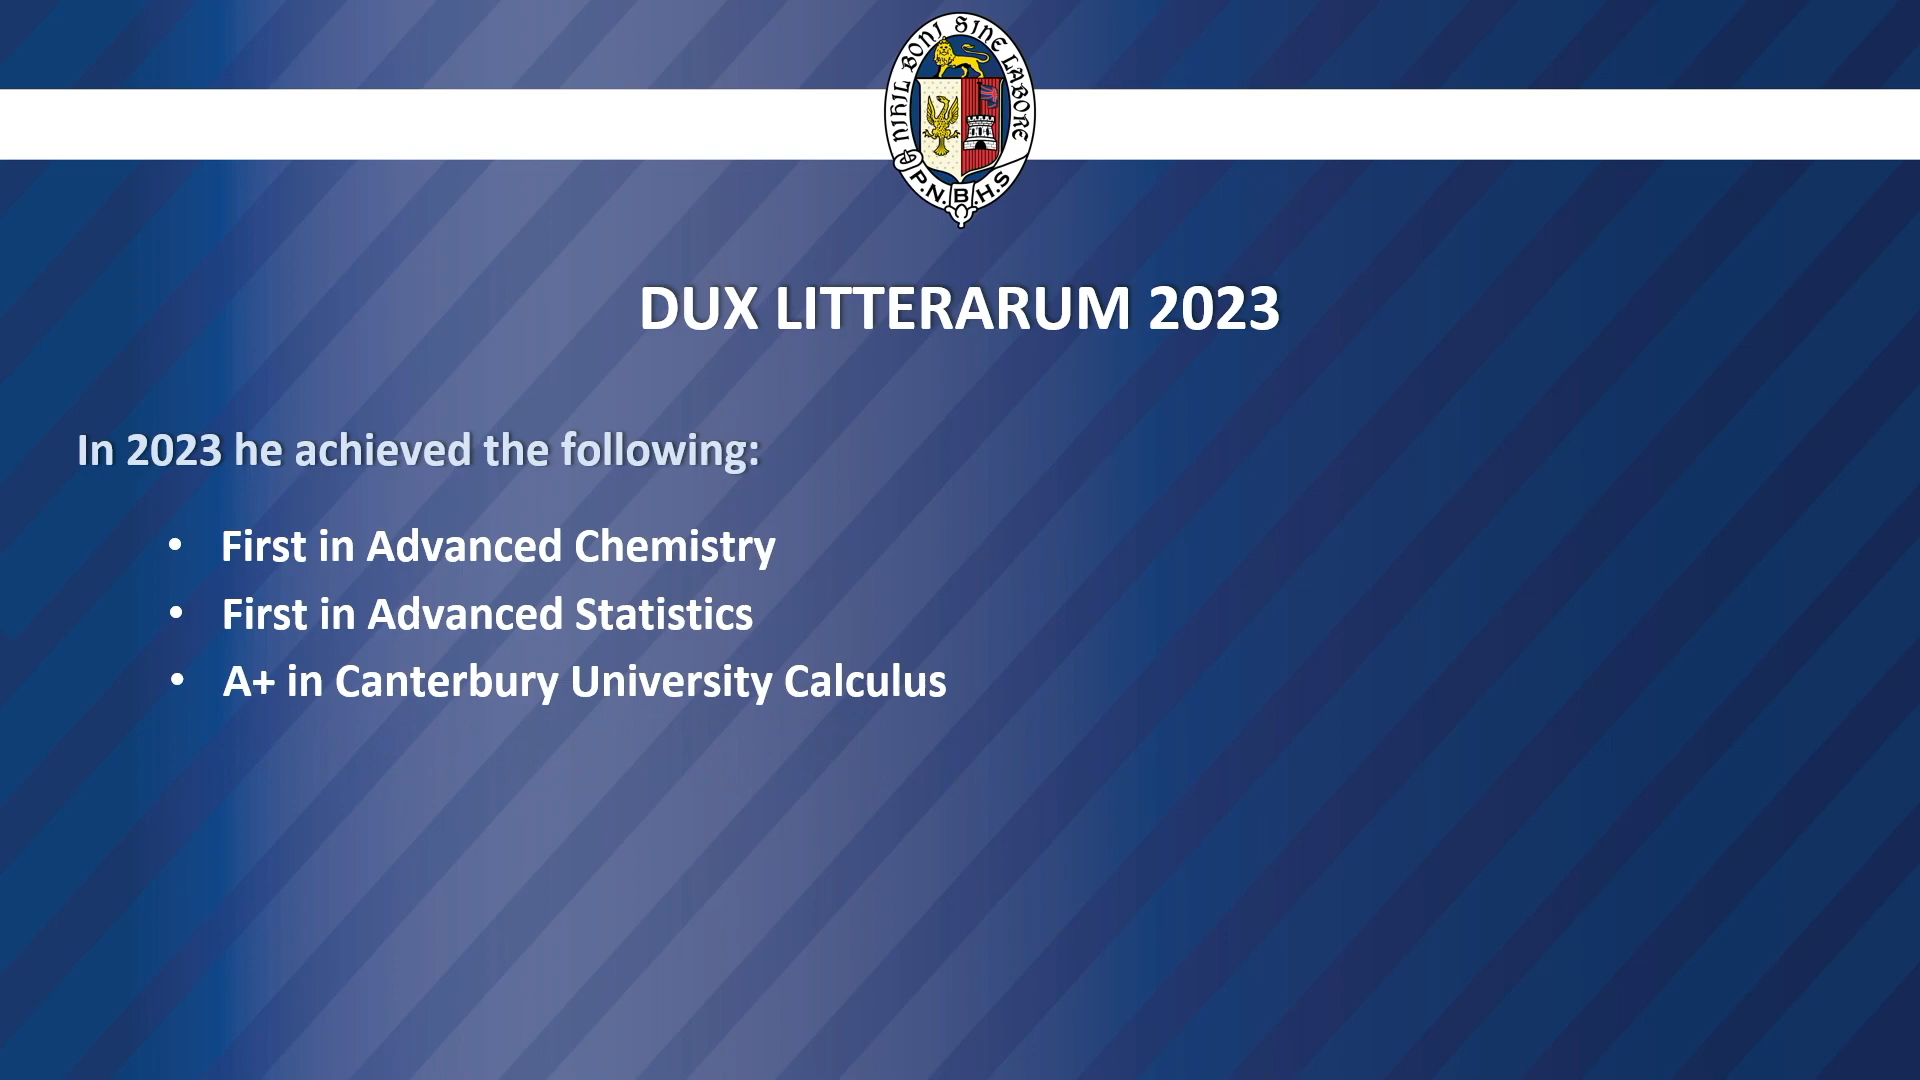 NIHIL BONI SINE LABORE
P.N.B.H.S
DUX LITTERARUM 2023
In 2023 he achieved the following:
• First in Advanced Chemistry
• First in Advanced Statistics
• A+ in Canterbury University Calculus